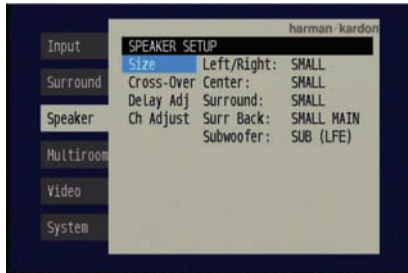 harman/kardon
Input
Surround
Speaker
Multiroom
Video
System
SPEAKER SETUP
Size Left/Right: SMALL
Cross-Over Center: SMALL
Delay Adj Surround: SMALL
Ch Adjust Surr Back: SMALL MAIN
Subwoofer: SUB (LFE)